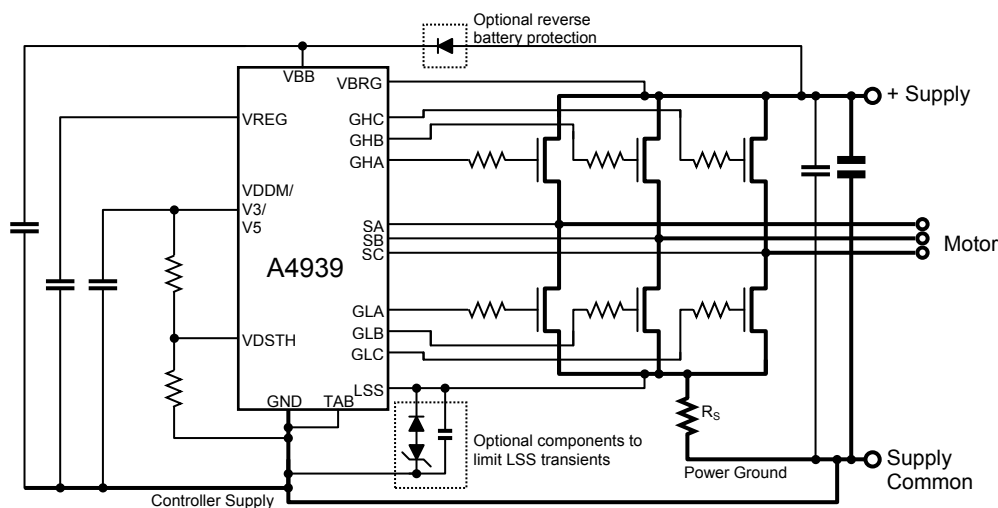 Optional reverse
battery protection
VBB
VBRG
+ Supply
VREG
GHC
GHB
GHA
VDDM/
V3/
V5
SA
SB
SC
Motor
A4939
GLA
GLB
GLC
VDSTH
LSS
GND
TAB
RS
Optional components to
limit LSS transients
Power Ground
Supply
Common
Controller Supply